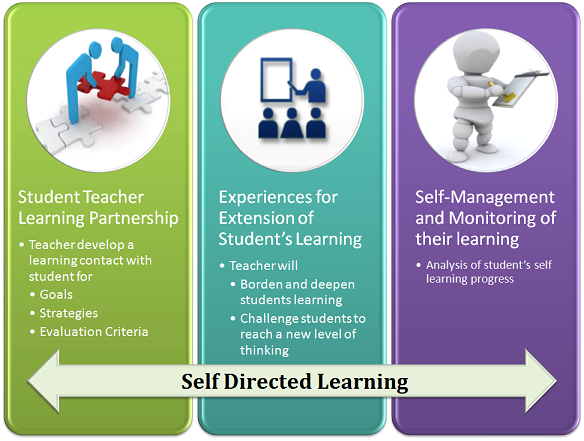 Student Teacher
Learning Partnership
• Teacher develop a
learning contact with
student for
• Goals
• Strategies
• Evaluation Criteria
Experiences for
Extension of
Student's Learning
• Teacher will
• Borden and deepen
students learning
• Challenge students to
reach a new level of
thinking
Self-Management
and Monitoring of
their learning
• Analysis of student's self
learning progress
Self Directed Learning